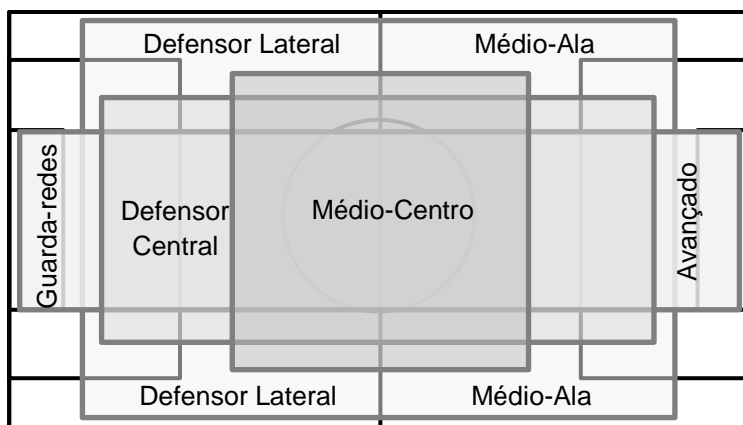 Defensor Lateral
Médio-Ala
Guarda-redes
Defensor
Central
Médio-Centro
Avançado
Defensor Lateral
Médio-Ala